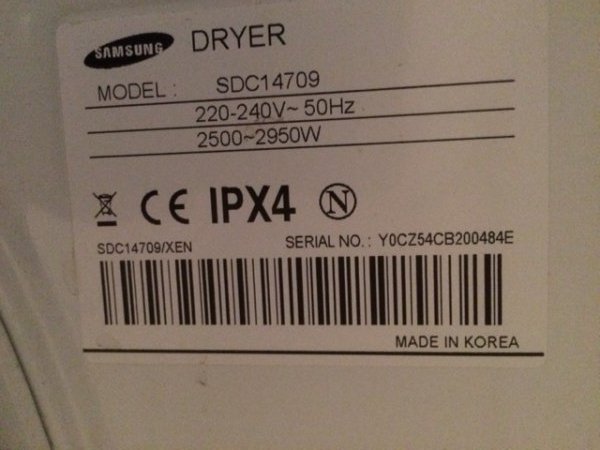 SAMSUNG DRYER
MODEL : SDC14709
220-240V~ 50Hz
2500~2950W
CE IPX4 N
SDC14709/XEN SERIAL NO. : Y0CZ54CB200484E
MADE IN KOREA